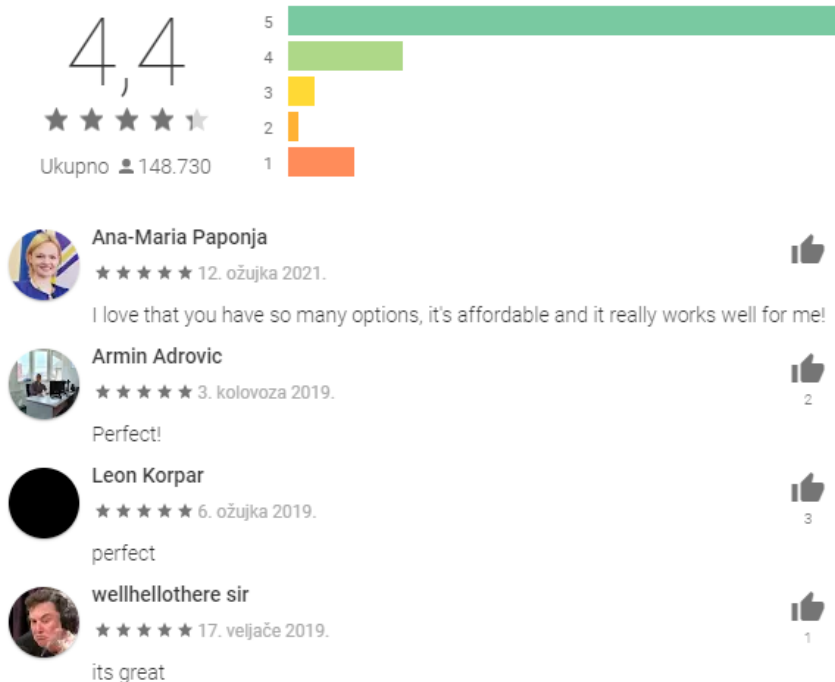 4,4
Ukupno 148.730
5
4
3
2
1
Ana-Maria Paponja
12. ožujka 2021.
I love that you have so many options, it's affordable and it really works well for me!
Armin Adrovic
3. kolovoza 2019.
2
Perfect!
Leon Korpar
6. ožujka 2019.
3
perfect
wellhellothere sir
17. veljače 2019.
1
its great